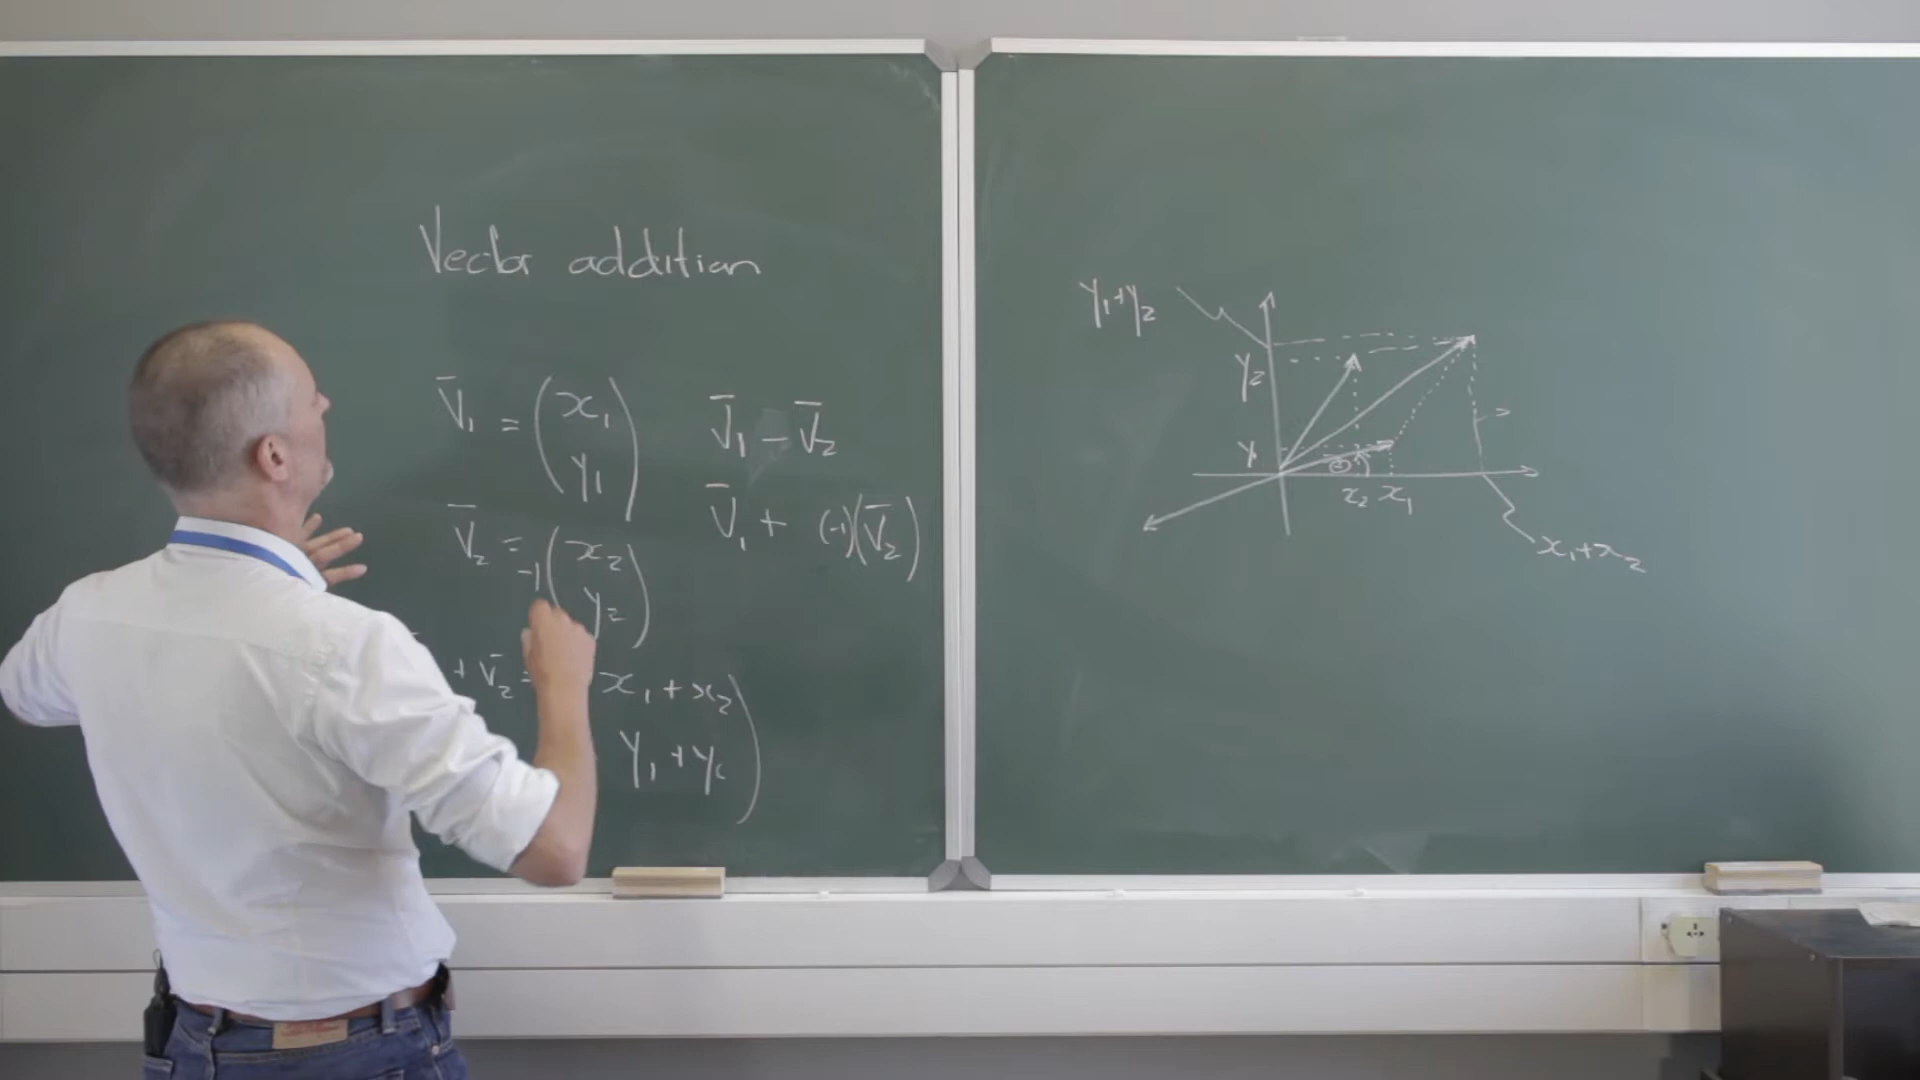 Vector addition
V̄₁ = (x₁
y₁)
V̄₂ = -1(x₂
y₂)
+ V̄₂ = x₁ + x₂
y₁ + y₂)
V̄₁ - V̄₂
V̄₁ + (-1)(V̄₂)
y₁+y₂
y₂
y₁
x₂ x₁
x₁+x₂